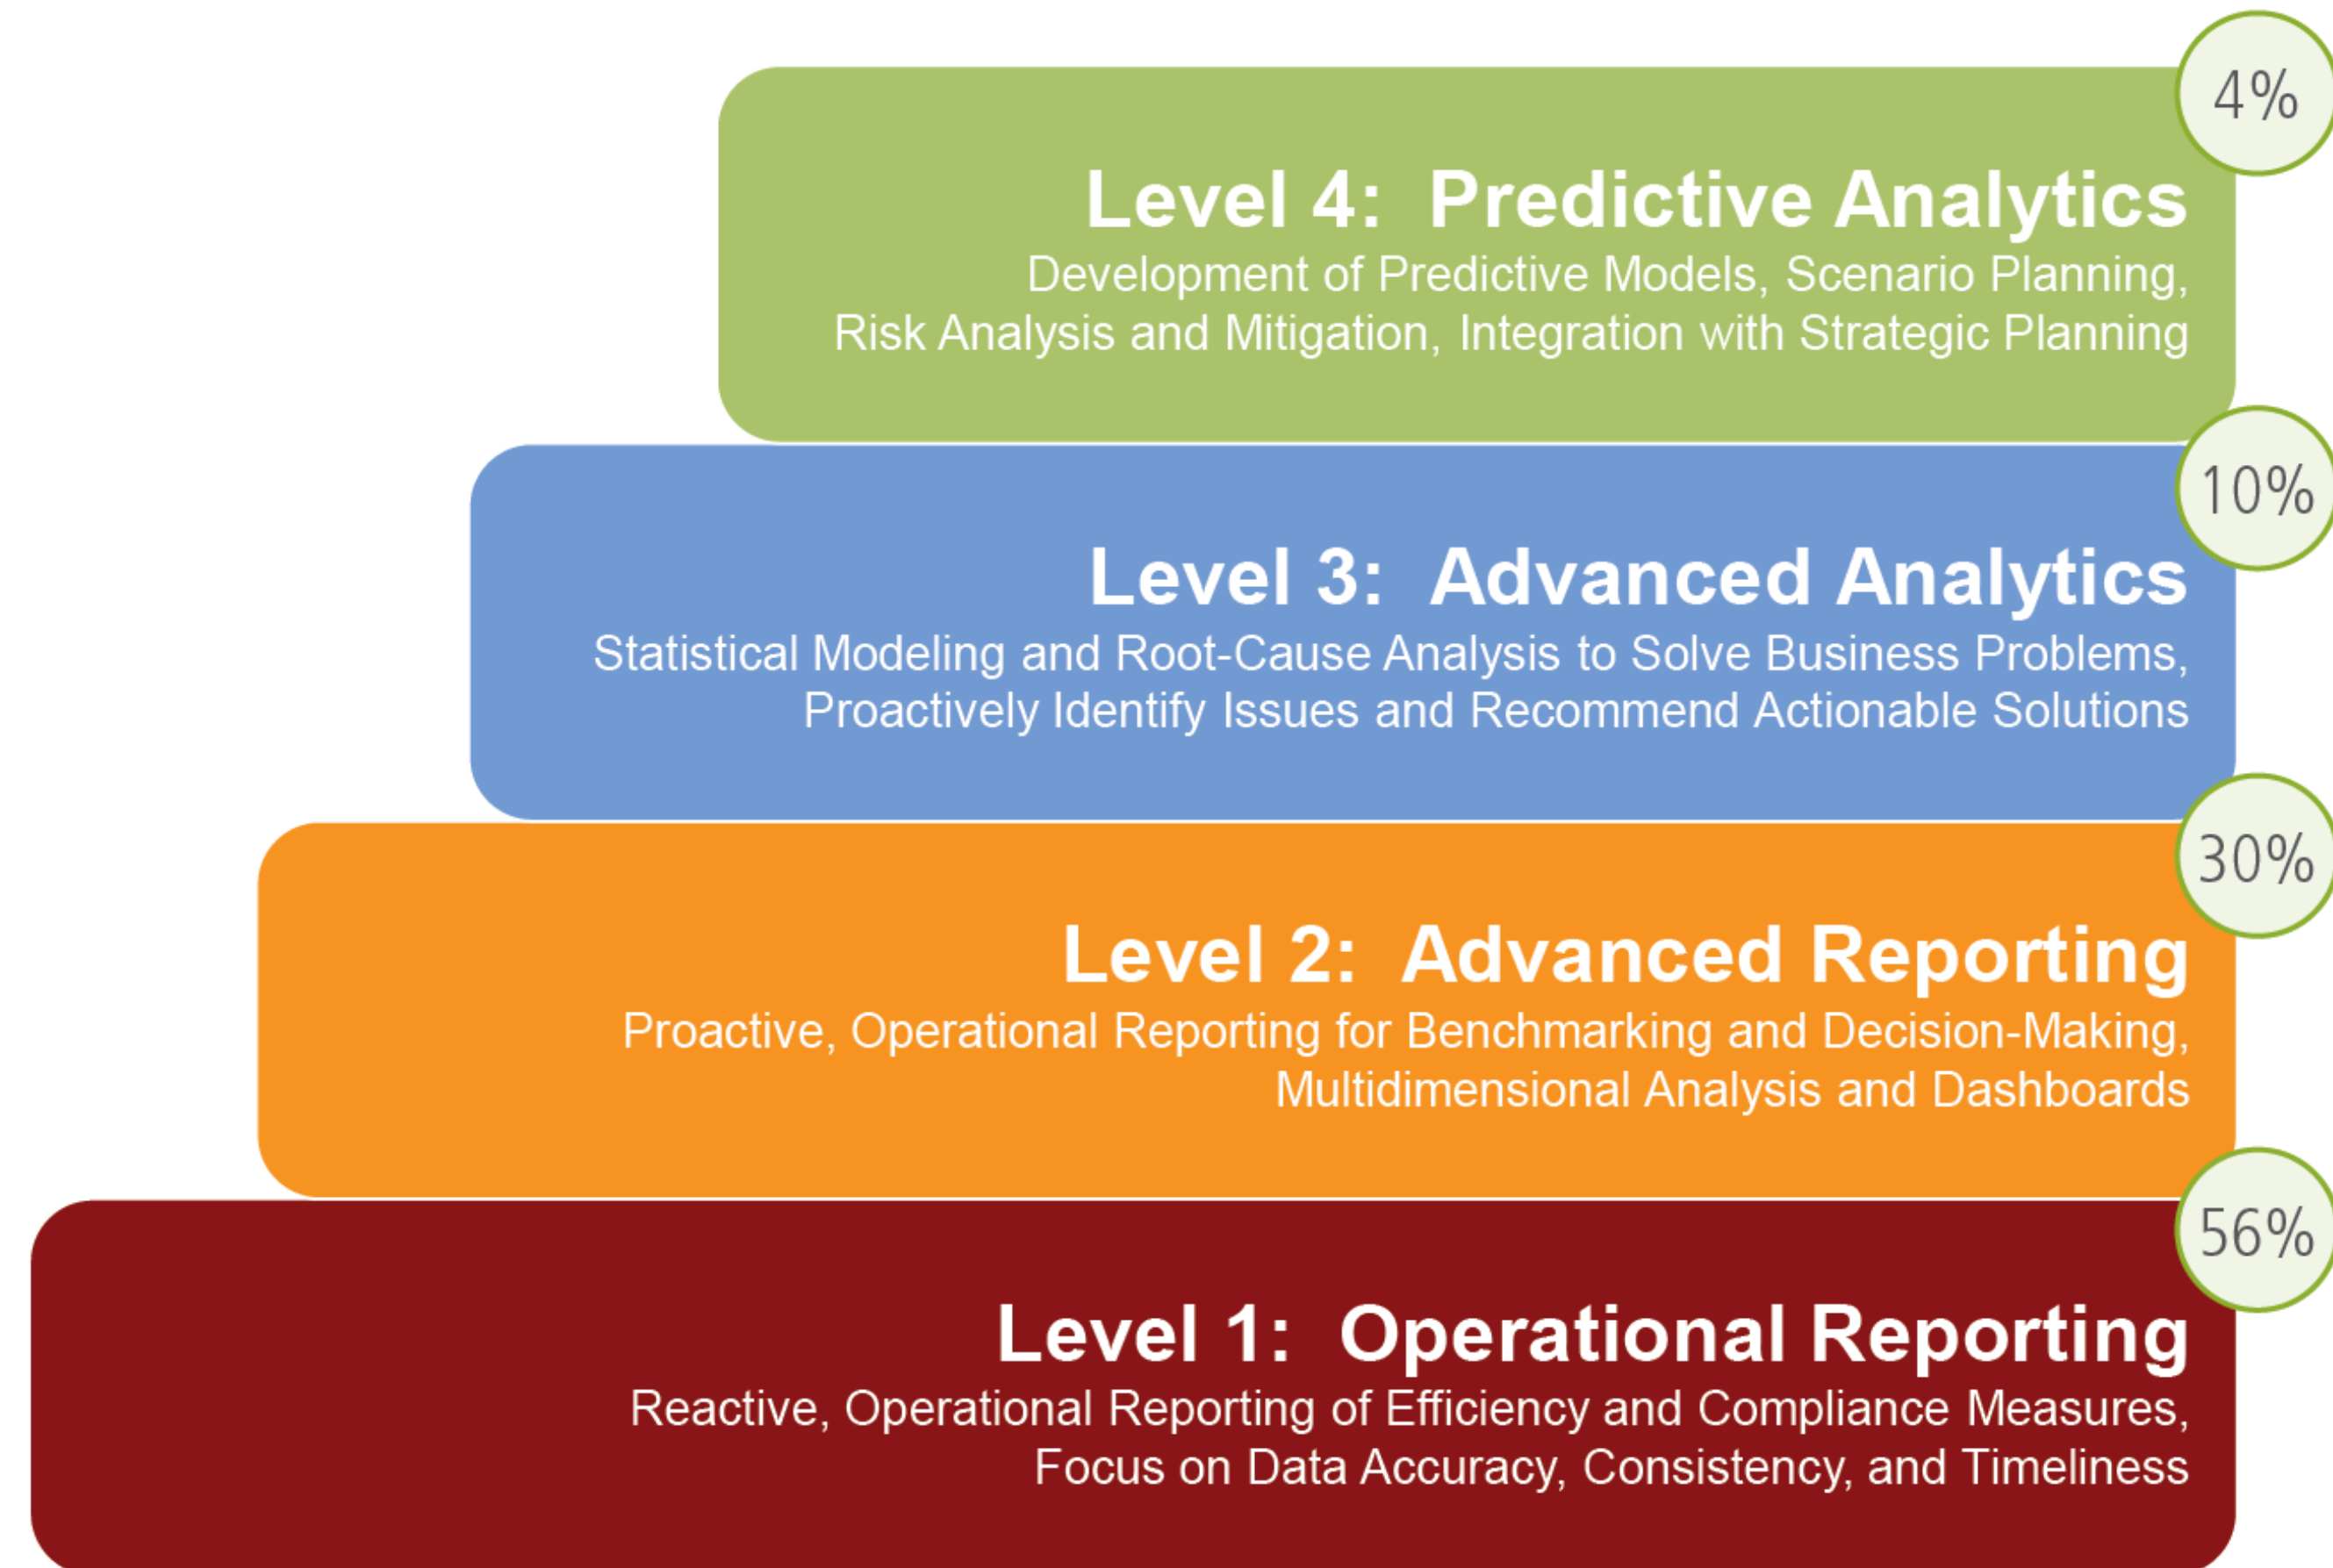 4%
Level 4:  Predictive Analytics
Development of Predictive Models, Scenario Planning,
Risk Analysis and Mitigation, Integration with Strategic Planning
10%
Level 3:  Advanced Analytics
Statistical Modeling and Root-Cause Analysis to Solve Business Problems,
Proactively Identify Issues and Recommend Actionable Solutions
30%
Level 2:  Advanced Reporting
Proactive, Operational Reporting for Benchmarking and Decision-Making,
Multidimensional Analysis and Dashboards
56%
Level 1:  Operational Reporting
Reactive, Operational Reporting of Efficiency and Compliance Measures,
Focus on Data Accuracy, Consistency, and Timeliness